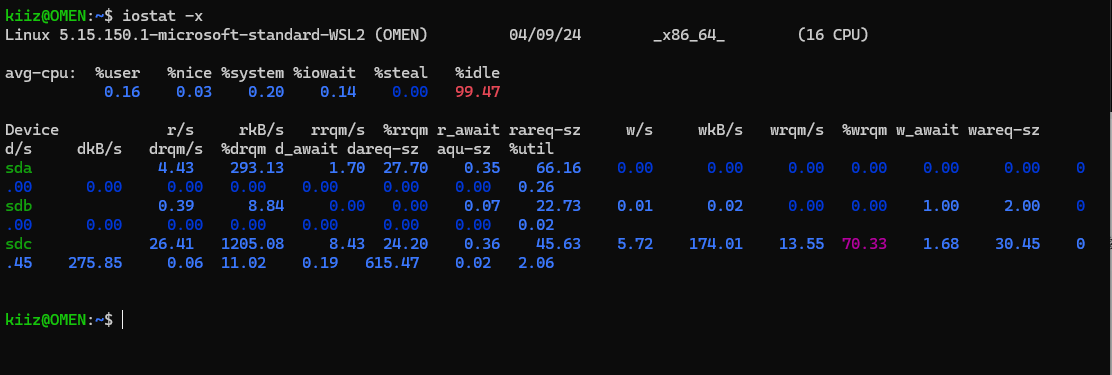 kiiz@OMEN:~$ iostat -x
Linux 5.15.150.1-microsoft-standard-WSL2 (OMEN)         04/09/24        _x86_64_        (16 CPU)
avg-cpu:  %user   %nice %system %iowait  %steal   %idle
           0.16    0.03    0.20    0.14    0.00   99.47
Device            r/s     rkB/s   rrqm/s  %rrqm r_await rareq-sz     w/s     wkB/s   wrqm/s  %wrqm w_await wareq-sz
d/s     dkB/s   drqm/s  %drqm d_await dareq-sz  aqu-sz  %util
sda              4.43    293.13     1.70  27.70    0.35    66.16    0.00      0.00     0.00   0.00    0.00     0.00    0
.00      0.00     0.00   0.00    0.00     0.00    0.00   0.26
sdb              0.39      8.84     0.00   0.00    0.07    22.73    0.01      0.02     0.00   0.00    1.00     2.00    0
.00      0.00     0.00   0.00    0.00     0.00    0.00   0.02
sdc             26.41   1205.08     8.43  24.20    0.36    45.63    5.72    174.01    13.55  70.33    1.68    30.45    0
.45    275.85     0.06  11.02    0.19   615.47    0.02   2.06
kiiz@OMEN:~$